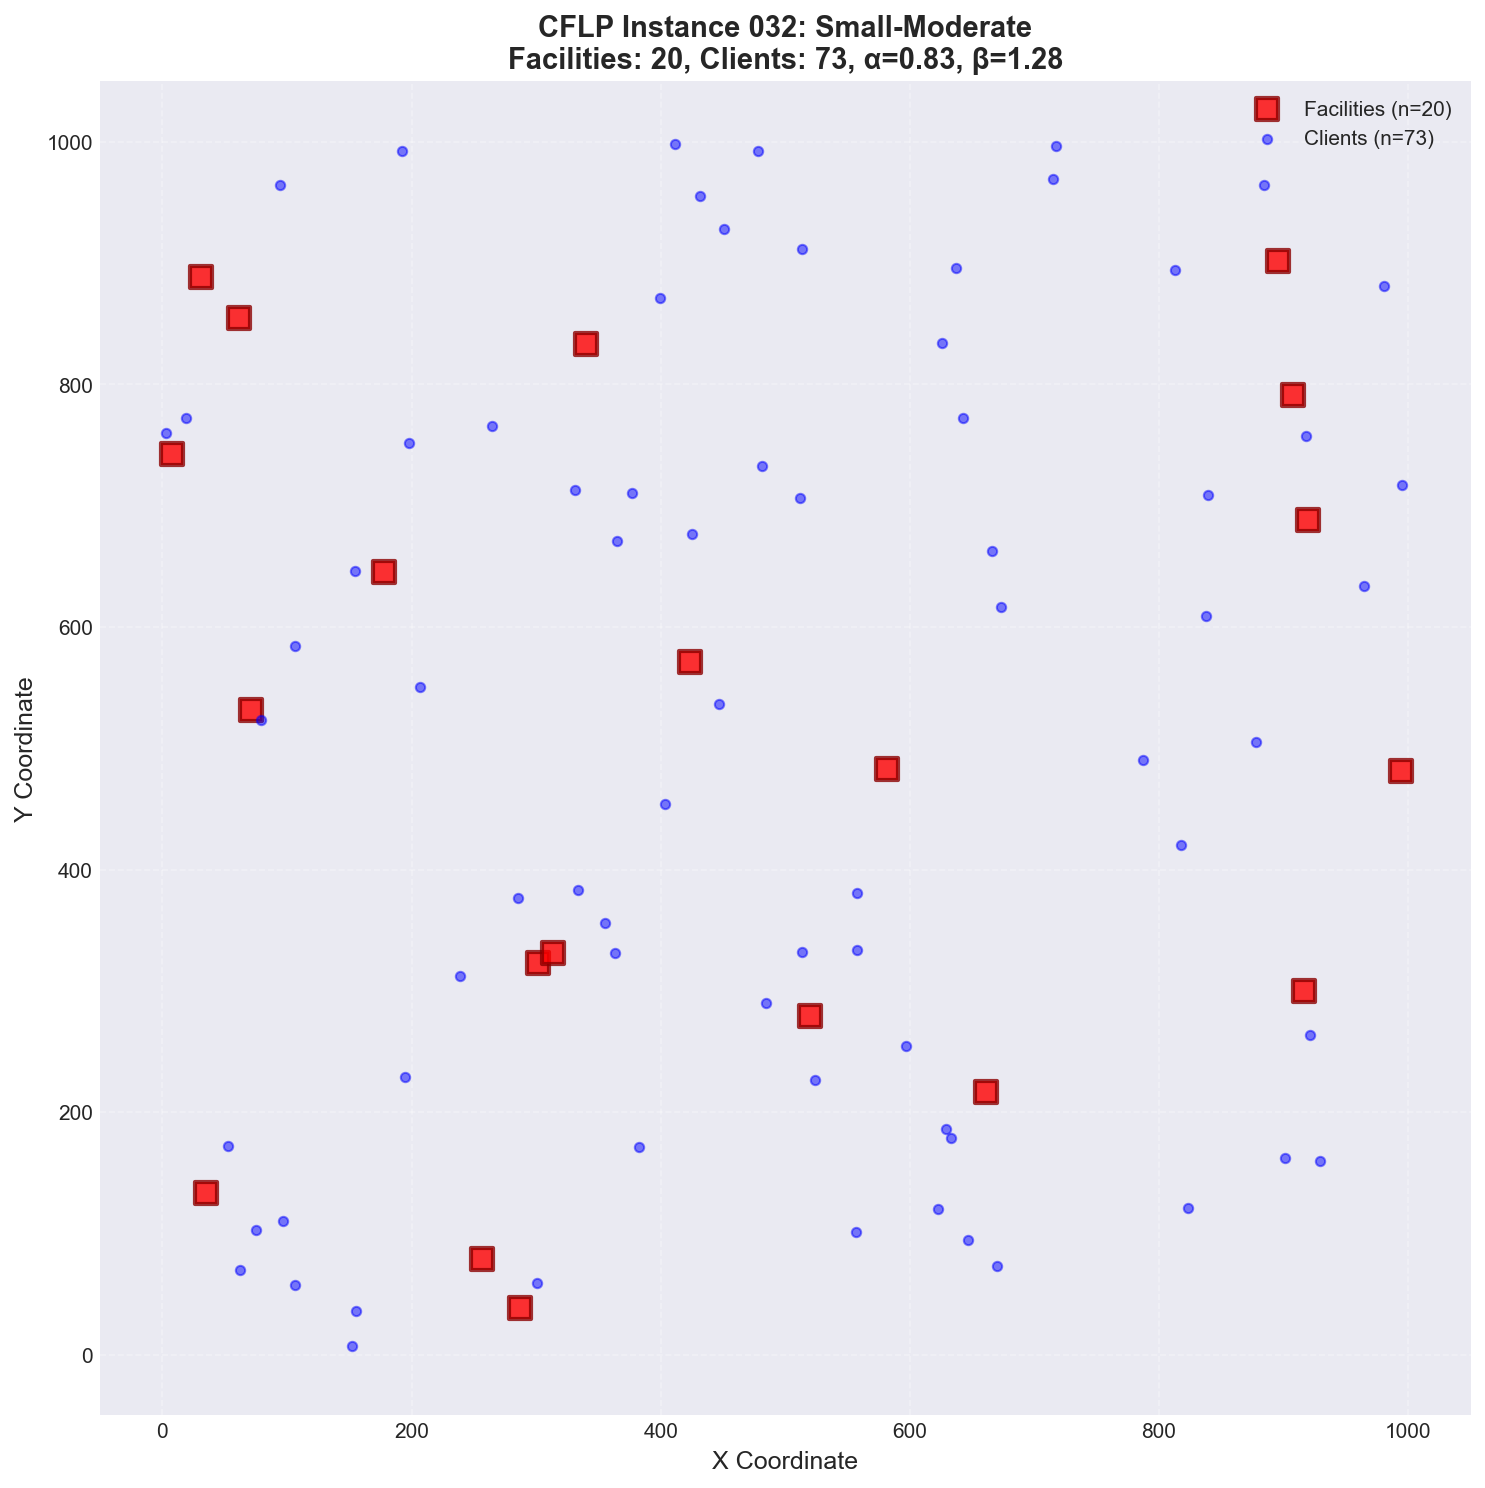 CFLP Instance 032: Small-Moderate
Facilities: 20, Clients: 73, α=0.83, β=1.28
Facilities (n=20)
Clients (n=73)
1000
800
600
400
200
0
Y Coordinate
0 200 400 600 800 1000
X Coordinate